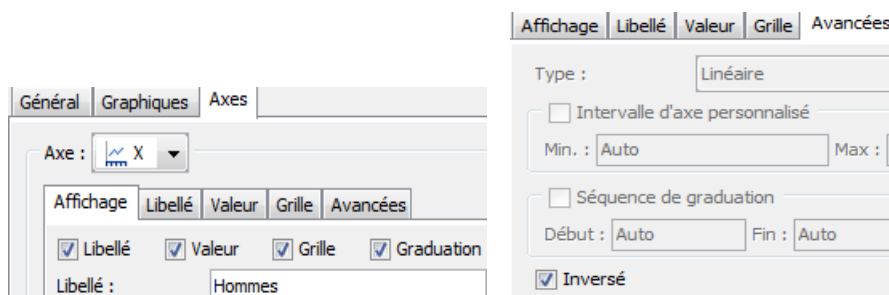 Général Graphiques Axes
Axe : X
Affichage Libellé Valeur Grille Avancées
Libellé Valeur Grille Graduation
Libellé : Hommes
Affichage Libellé Valeur Grille Avancées
Type : Linéaire
Intervalle d'axe personnalisé
Min. : Auto Max :
Séquence de graduation
Début : Auto Fin : Auto
Inversé